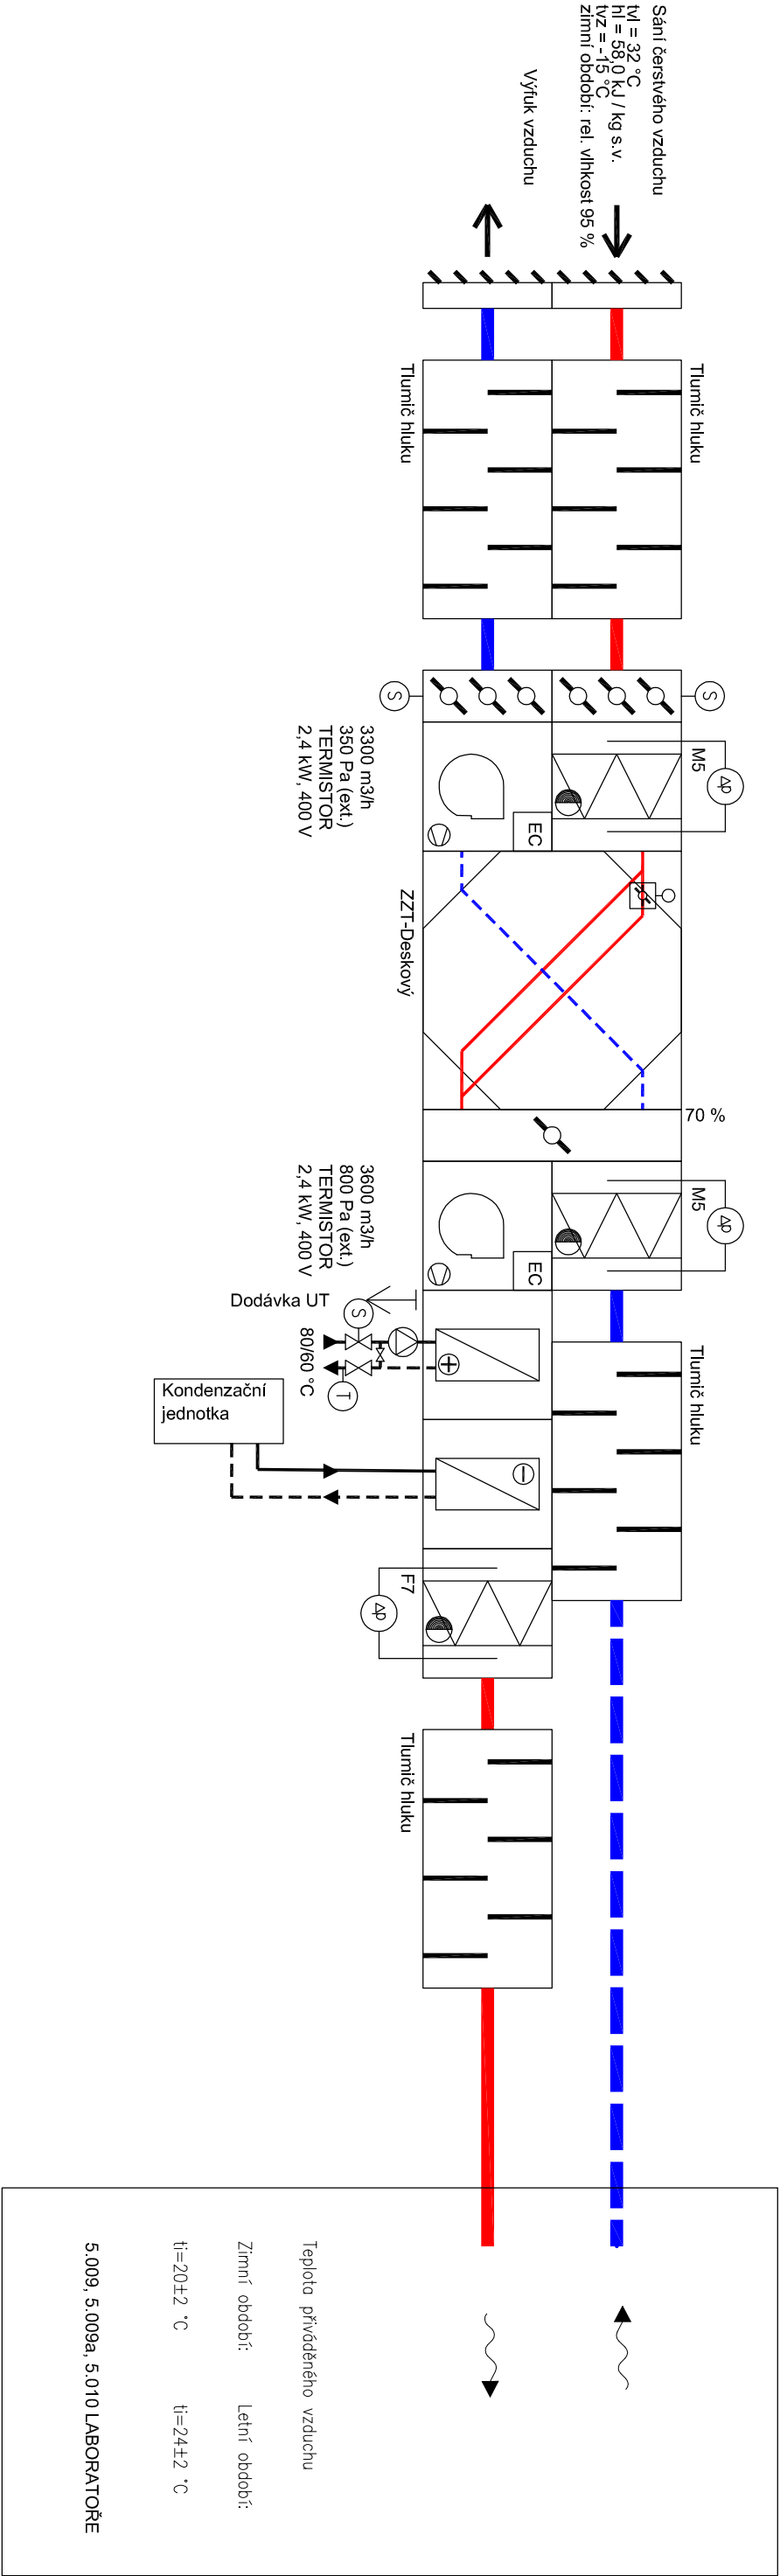 Sání čerstvého vzduchu
tvl = 32 °C
hl = 58,0 kJ / kg s.v.
tvz = -15 °C
zimní období: rel. vlhkost 95 %
Výfuk vzduchu
Tlumič hluku
Tlumič hluku
S
S
M5
Δp
EC
3300 m3/h
350 Pa (ext.)
TERMISTOR
2,4 kW, 400 V
ZZT-Deskový
70 %
M5
Δp
EC
3600 m3/h
800 Pa (ext.)
TERMISTOR
2,4 kW, 400 V
Dodávka UT
S
T
80/60 °C
Kondenzační
jednotka
Tlumič hluku
F7
Δp
Tlumič hluku
Teplota přiváděného vzduchu
Zimní období: Letní období:
ti=20±2 °C ti=24±2 °C
5.009, 5.009a, 5.010 LABORATOŘE